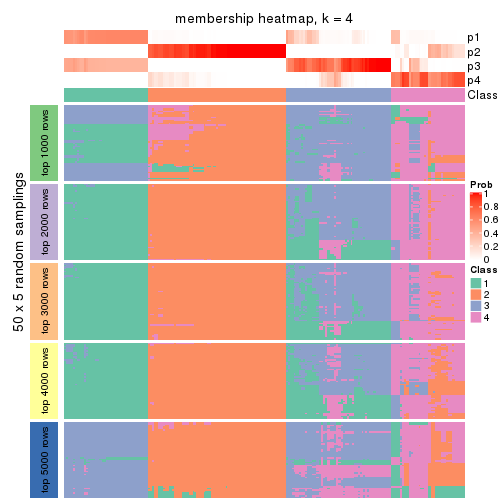 membership heatmap, k = 4
p1
p2
p3
p4
Class
50 x 5 random samplings
top 1000 rows
top 2000 rows
top 3000 rows
top 4000 rows
top 5000 rows
Prob
1
0.8
0.6
0.4
0.2
0
Class
1
2
3
4